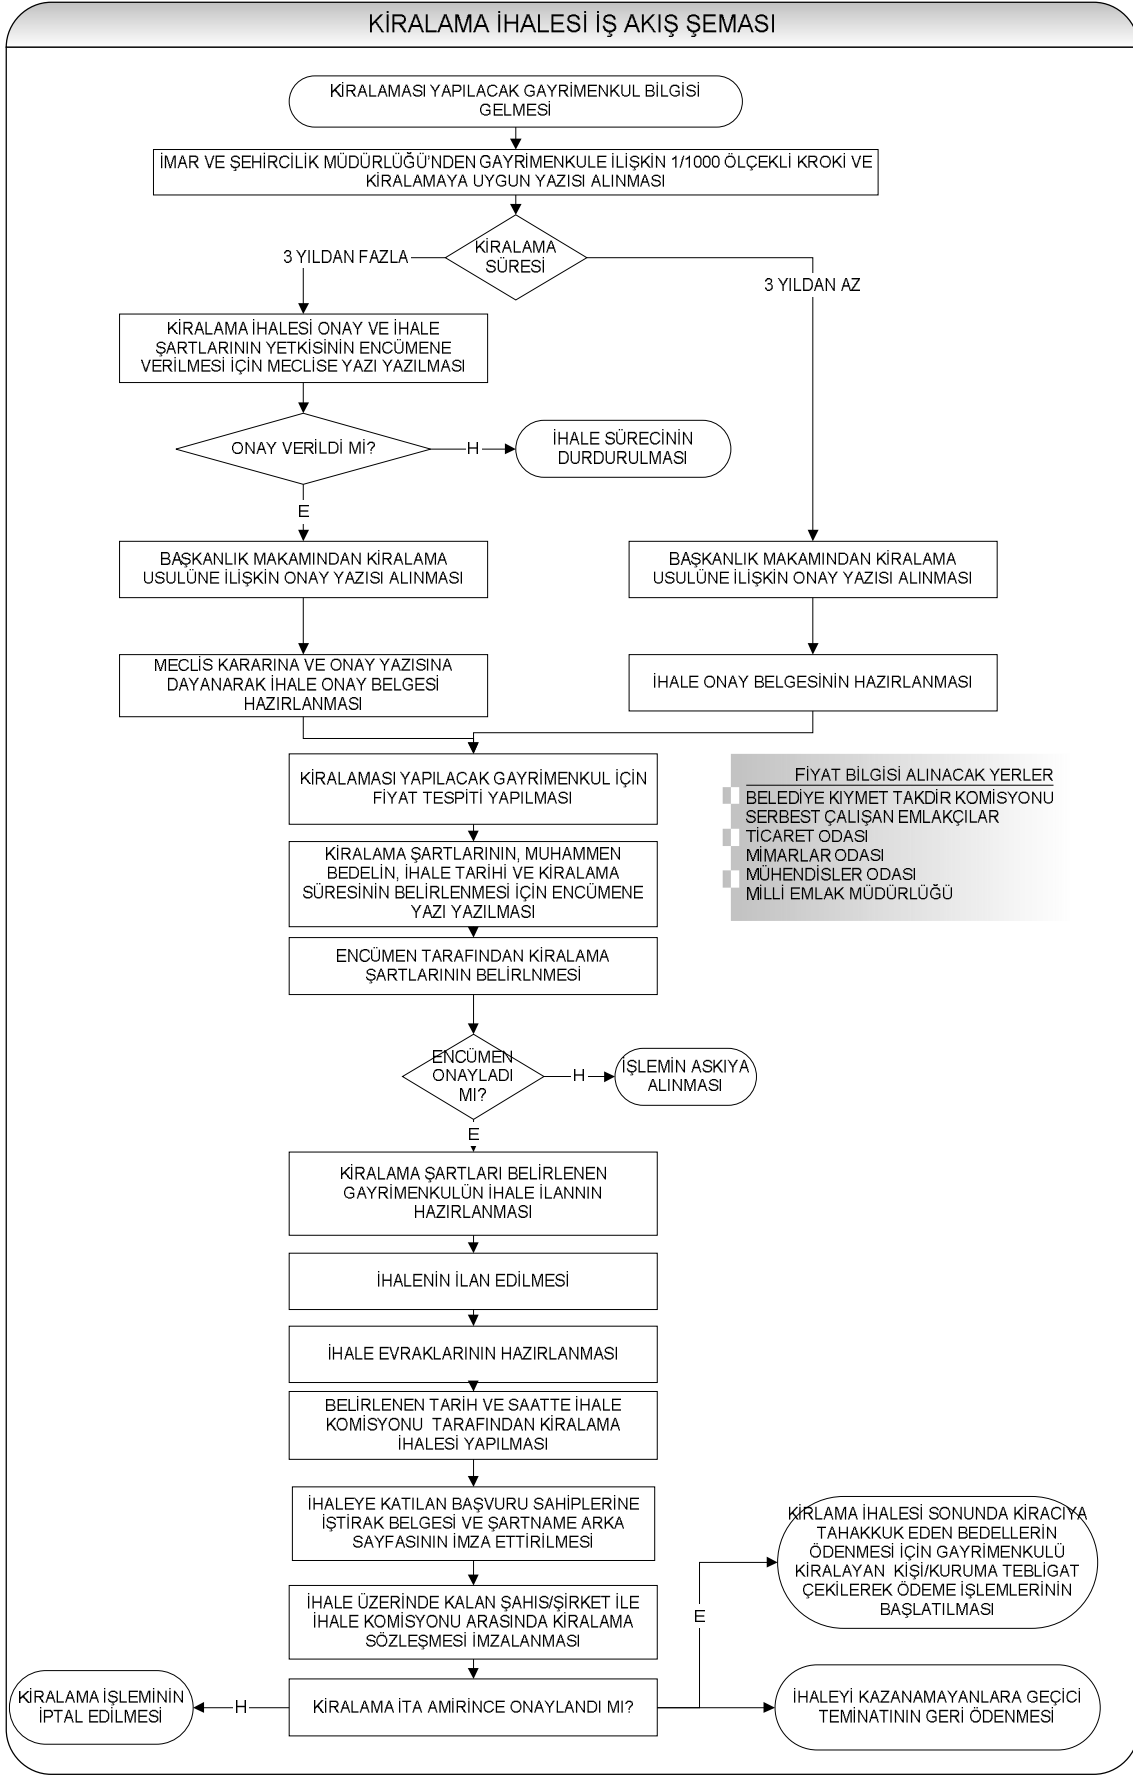 KİRALAMA İHALESİ İŞ AKIŞ ŞEMASI
KİRALAMASI YAPILACAK GAYRİMENKUL BİLGİSİ
GELMESİ
İMAR VE ŞEHİRCİLİK MÜDÜRLÜĞÜ'NDEN GAYRİMENKULE İLİŞKİN 1/1000 ÖLÇEKLİ KROKİ VE
KİRALAMAYA UYGUN YAZISI ALINMASI
KİRALAMA
SÜRESİ
3 YILDAN FAZLA
3 YILDAN AZ
KİRALAMA İHALESİ ONAY VE İHALE
ŞARTLARININ YETKİSİNİN ENCÜMENE
VERİLMESİ İÇİN MECLİSE YAZI YAZILMASI
ONAY VERİLDİ Mİ?
H
İHALE SÜRECİNİN
DURDURULMASI
E
BAŞKANLIK MAKAMINDAN KİRALAMA
USULÜNE İLİŞKİN ONAY YAZISI ALINMASI
BAŞKANLIK MAKAMINDAN KİRALAMA
USULÜNE İLİŞKİN ONAY YAZISI ALINMASI
MECLİS KARARINA VE ONAY YAZISINA
DAYANARAK İHALE ONAY BELGESİ
HAZIRLANMASI
İHALE ONAY BELGESİNİN HAZIRLANMASI
KİRALAMASI YAPILACAK GAYRİMENKUL İÇİN
FİYAT TESPİTİ YAPILMASI
FİYAT BİLGİSİ ALINACAK YERLER
BELEDİYE KIYMET TAKDİR KOMİSYONU
SERBEST ÇALIŞAN EMLAKÇILAR
TİCARET ODASI
MİMARLAR ODASI
MÜHENDİSLER ODASI
MİLLİ EMLAK MÜDÜRLÜĞÜ
KİRALAMA ŞARTLARININ, MUHAMMEN
BEDELİN, İHALE TARİHİ VE KİRALAMA
SÜRESİNİN BELİRLENMESİ İÇİN ENCÜMENE
YAZI YAZILMASI
ENCÜMEN TARAFINDAN KİRALAMA
ŞARTLARININ BELİRLNMESİ
ENCÜMEN
ONAYLADI
MI?
H
İŞLEMİN ASKIYA
ALINMASI
E
KİRALAMA ŞARTLARI BELİRLENEN
GAYRİMENKULÜN İHALE İLANNIN
HAZIRLANMASI
İHALENİN İLAN EDİLMESİ
İHALE EVRAKLARININ HAZIRLANMASI
BELİRLENEN TARİH VE SAATTE İHALE
KOMİSYONU TARAFINDAN KİRALAMA
İHALESİ YAPILMASI
İHALEYE KATILAN BAŞVURU SAHİPLERİNE
İŞTİRAK BELGESİ VE ŞARTNAME ARKA
SAYFASININ İMZA ETTİRİLMESİ
KİRLAMA İHALESİ SONUNDA KİRACIYA
TAHAKKUK EDEN BEDELLERİN
ÖDENMESİ İÇİN GAYRİMENKULÜ
KİRALAYAN KİŞİ/KURUMA TEBLİGAT
ÇEKİLEREK ÖDEME İŞLEMLERİNİN
BAŞLATILMASI
İHALE ÜZERİNDE KALAN ŞAHIS/ŞİRKET İLE
İHALE KOMİSYONU ARASINDA KİRALAMA
SÖZLEŞMESİ İMZALANMASI
E
KİRALAMA İŞLEMİNİN
İPTAL EDİLMESİ
H
KİRALAMA İTA AMİRİNCE ONAYLANDI MI?
İHALEYİ KAZANAMAYANLARA GEÇİCİ
TEMİNATININ GERİ ÖDENMESİ